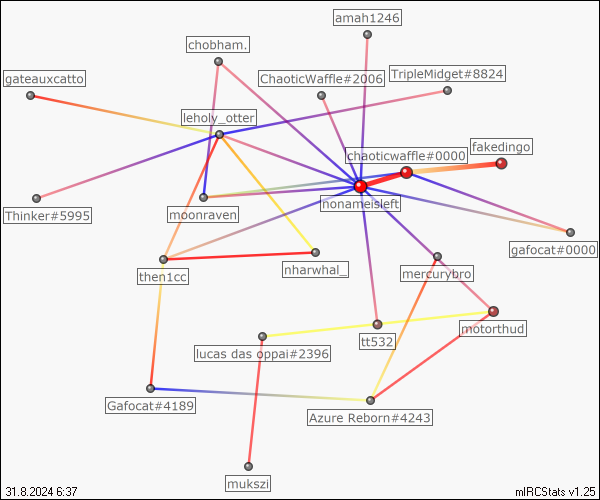 amah1246
chobham.
gateauxcatto
ChaoticWaffle#2006
TripleMidget#8824
leholy_otter
fakedingo
chaoticwaffle#0000
Thinker#5995
moonraven
nonameisleft
gafocat#0000
then1cc
nharwhal_
mercurybro
motorthud
tt532
lucas das oppai#2396
Gafocat#4189
Azure Reborn#4243
mukszi
31.8.2024 6:37
mIRCStats v1.25